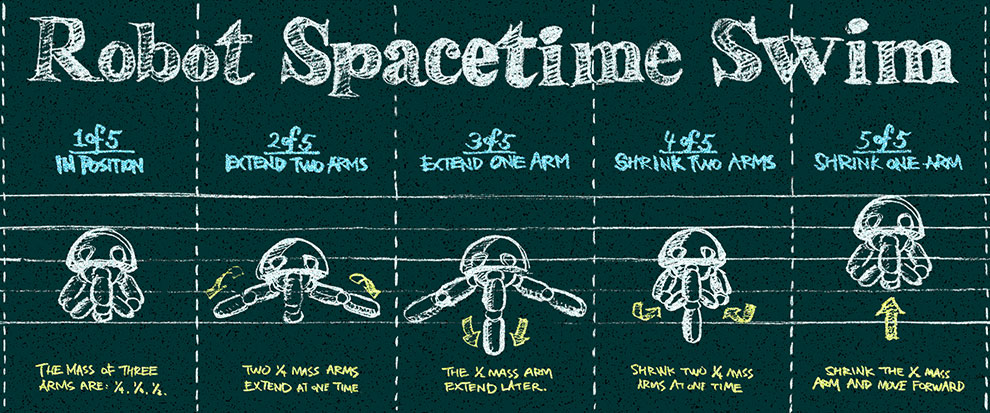 Robot Spacetime Swim
1 of 5
IN POSITION
2 of 5
EXTEND TWO ARMS
3 of 5
EXTEND ONE ARM
4 of 5
SHRINK TWO ARMS
5 of 5
SHRINK ONE ARM
THE MASS OF THREE
ARMS ARE: ¼, ¼, ½.
TWO ¼ MASS ARMS
EXTEND AT ONE TIME
THE ½ MASS ARM
EXTEND LATER.
SHRINK TWO ¼ MASS
ARMS AT ONE TIME
SHRINK THE ½ MASS
ARM AND MOVE FORWARD